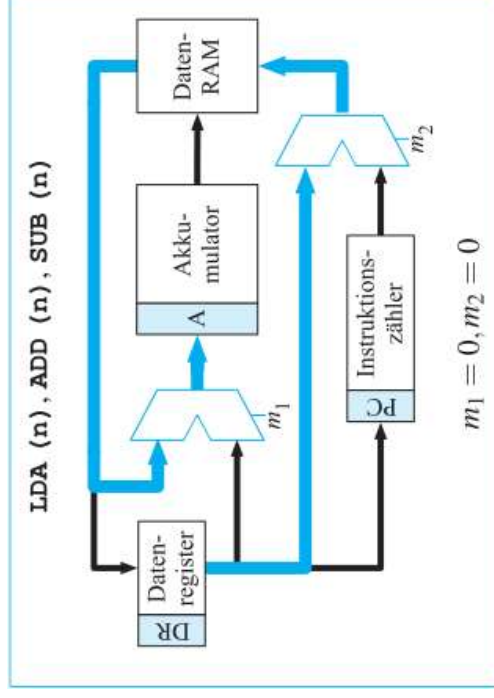 LDA (n), ADD (n), SUB (n)
DR
Daten-
register
m1
A
Akku-
mulator
Daten-
RAM
PC
Instruktions-
zähler
m2
m1 = 0, m2 = 0